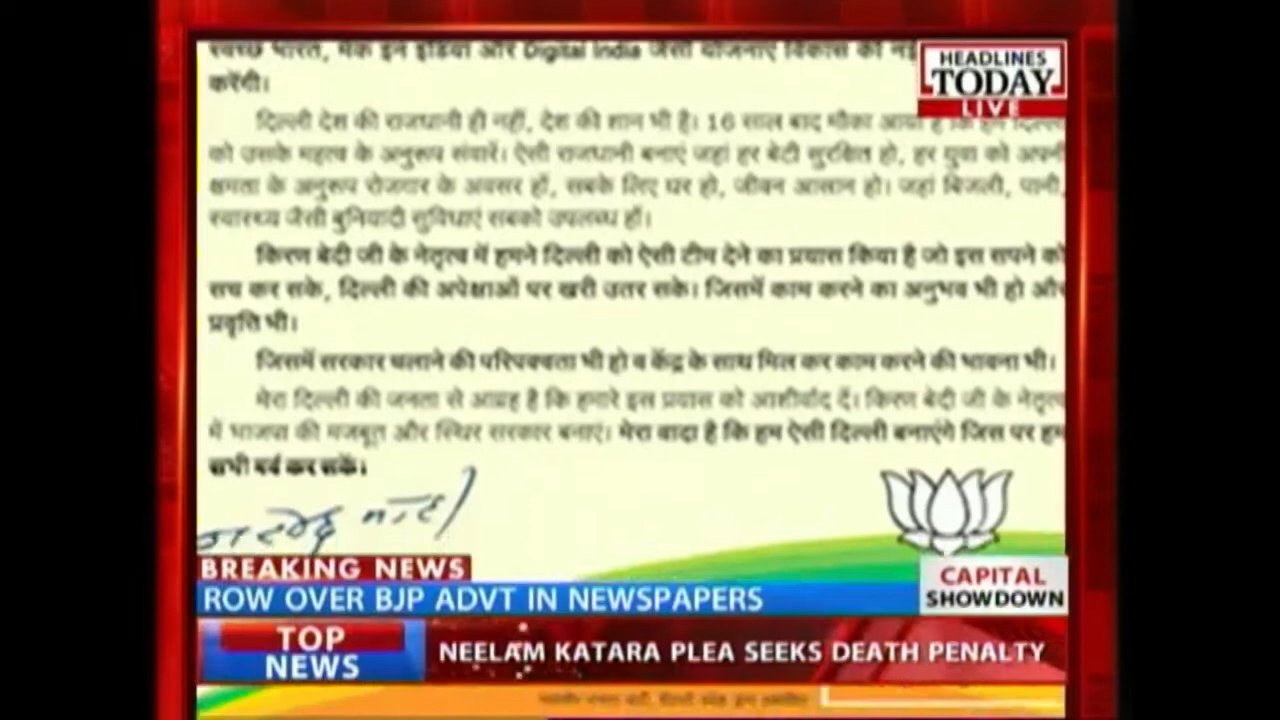 स्वच्छ भारत, मेक इन इंडिया और Digital India जैसी योजनाएं विकास की
करेंगी।
HEADLINES
TODAY
LIVE
दिल्ली देश की राजधानी ही नहीं, देश की शान भी है। 16 साल बाद मौका आया है कि हम दिल्ली
को उसके महत्व के अनुरूप संवारें। ऐसी राजधानी बनाएं जहां हर बेटी सुरक्षित हो, हर युवा को अपनी
क्षमता के अनुरूप रोजगार के अवसर हों, सबके लिए घर हो, जीवन आसान हो। जहां बिजली, पानी,
स्वास्थ्य जैसी बुनियादी सुविधाएं सबको उपलब्ध हों।
किरण बेदी जी के नेतृत्व में हमने दिल्ली को ऐसी टीम देने का प्रयास किया है जो इस सपने को
सच कर सके, दिल्ली की अपेक्षाओं पर खरी उतर सके। जिसमें काम करने का अनुभव भी हो और
प्रवृति भी।
जिसमें सरकार चलाने की परिपक्वता भी हो व केंद्र के साथ मिल कर काम करने की भावना भी।
मेरा दिल्ली की जनता से आग्रह है कि हमारे इस प्रयास को आशीर्वाद दें। किरण बेदी जी के नेतृत्व
में भाजपा की मजबूत और स्थिर सरकार बनाएं। मेरा वादा है कि हम ऐसी दिल्ली बनाएंगे जिस पर हम
सभी गर्व कर सकें।
नरेन्द्र मोदी
BREAKING NEWS
ROW OVER BJP ADVT IN NEWSPAPERS
CAPITAL
SHOWDOWN
TOP
NEWS
NEELAM KATARA PLEA SEEKS DEATH PENALTY